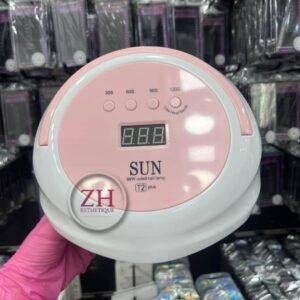 30S 60S 90S 120S
888
SUN
T2 plus
ZH
ESTHETIQUE